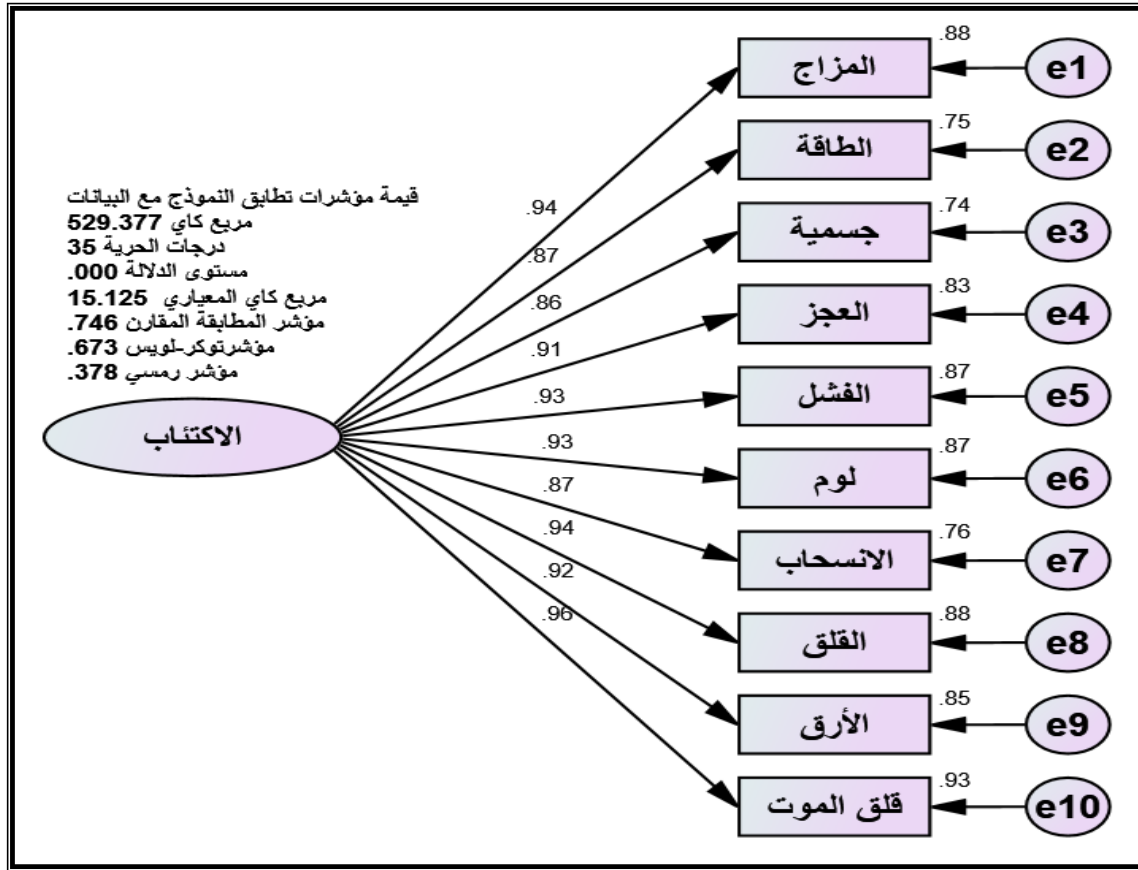 قيمة مؤشرات تطابق النموذج مع البيانات
مربع كاي 529.377
درجات الحرية 35
مستوى الدلالة 000.
مربع كاي المعياري 15.125
مؤشر المطابقة المقارن 746.
مؤشرتوكر-لويس 673.
مؤشر رمسي 378.
الاكتئاب
.94
.87
.86
.91
.93
.93
.87
.94
.92
.96
المزاج
.88
e1
الطاقة
.75
e2
جسمية
.74
e3
العجز
.83
e4
الفشل
.87
e5
لوم
.87
e6
الانسحاب
.76
e7
القلق
.88
e8
الأرق
.85
e9
قلق الموت
.93
e10